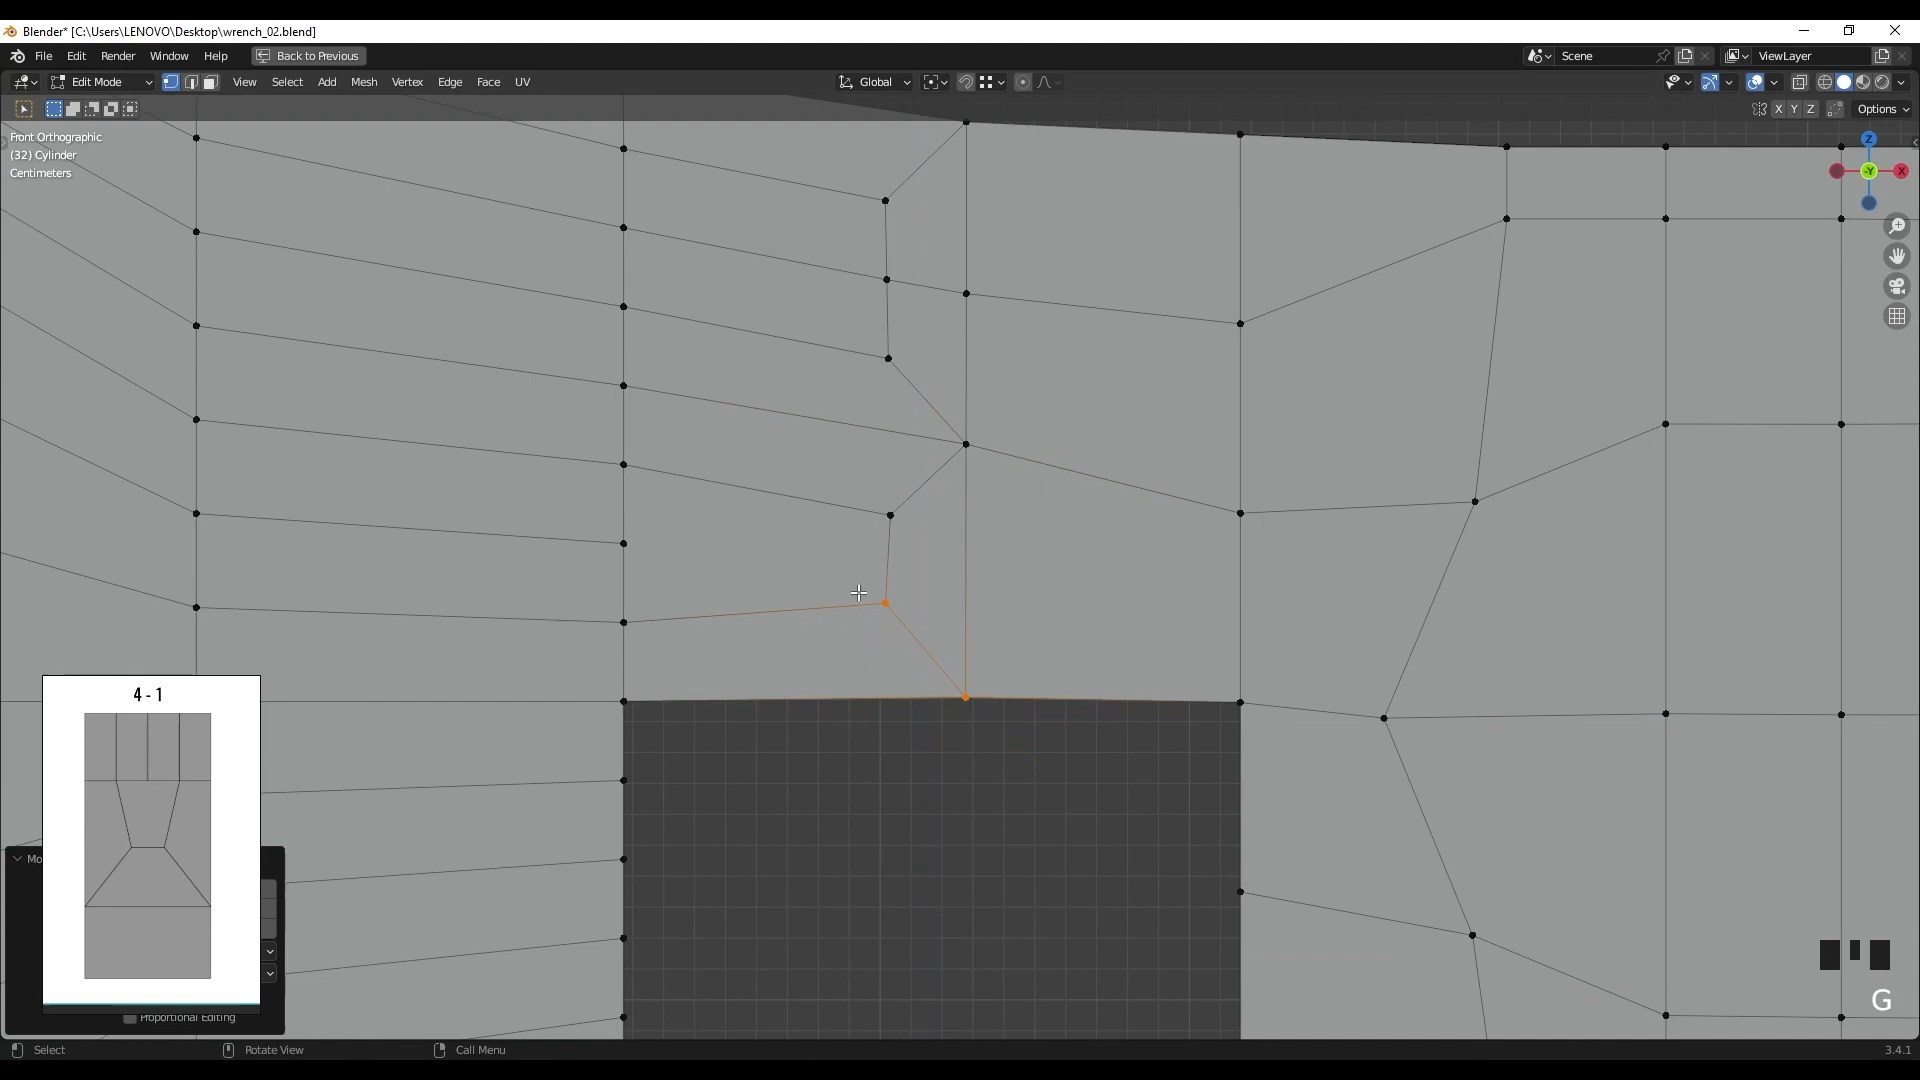 Blender* [C:\Users\LENOVO\Desktop\wrench_02.blend]
File Edit Render Window Help Back to Previous Scene ViewLayer
Edit Mode View Select Add Mesh Vertex Edge Face UV Global
X Y Z Options
Front Orthographic
(32) Cylinder
Centimeters
Z
-Y X
4 - 1
Mo
Proportional Editing
G
Select Rotate View Call Menu 3.4.1